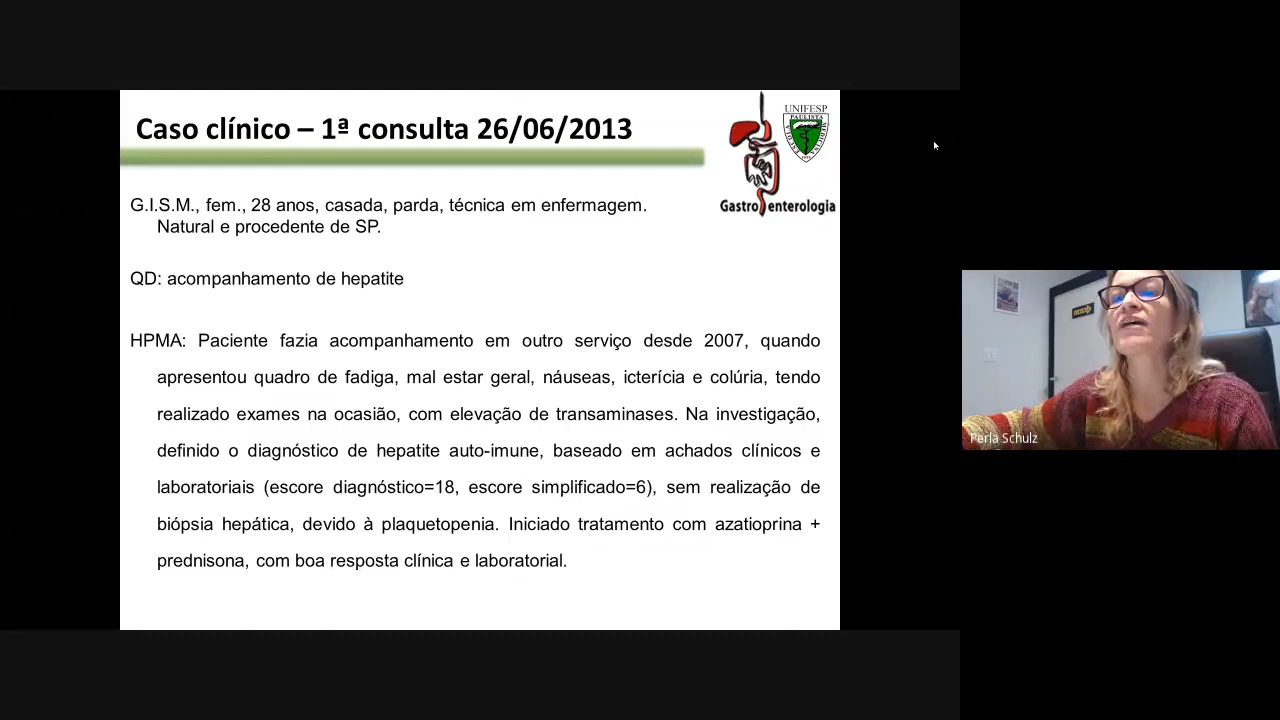 Caso clínico – 1ª consulta 26/06/2013
UNIFESP
PAULISTA
Gastroenterologia
G.I.S.M., fem., 28 anos, casada, parda, técnica em enfermagem.
Natural e procedente de SP.
QD: acompanhamento de hepatite
HPMA: Paciente fazia acompanhamento em outro serviço desde 2007, quando
apresentou quadro de fadiga, mal estar geral, náuseas, icterícia e colúria, tendo
realizado exames na ocasião, com elevação de transaminases. Na investigação,
definido o diagnóstico de hepatite auto-imune, baseado em achados clínicos e
laboratoriais (escore diagnóstico=18, escore simplificado=6), sem realização de
biópsia hepática, devido à plaquetopenia. Iniciado tratamento com azatioprina +
prednisona, com boa resposta clínica e laboratorial.
Perla Schulz